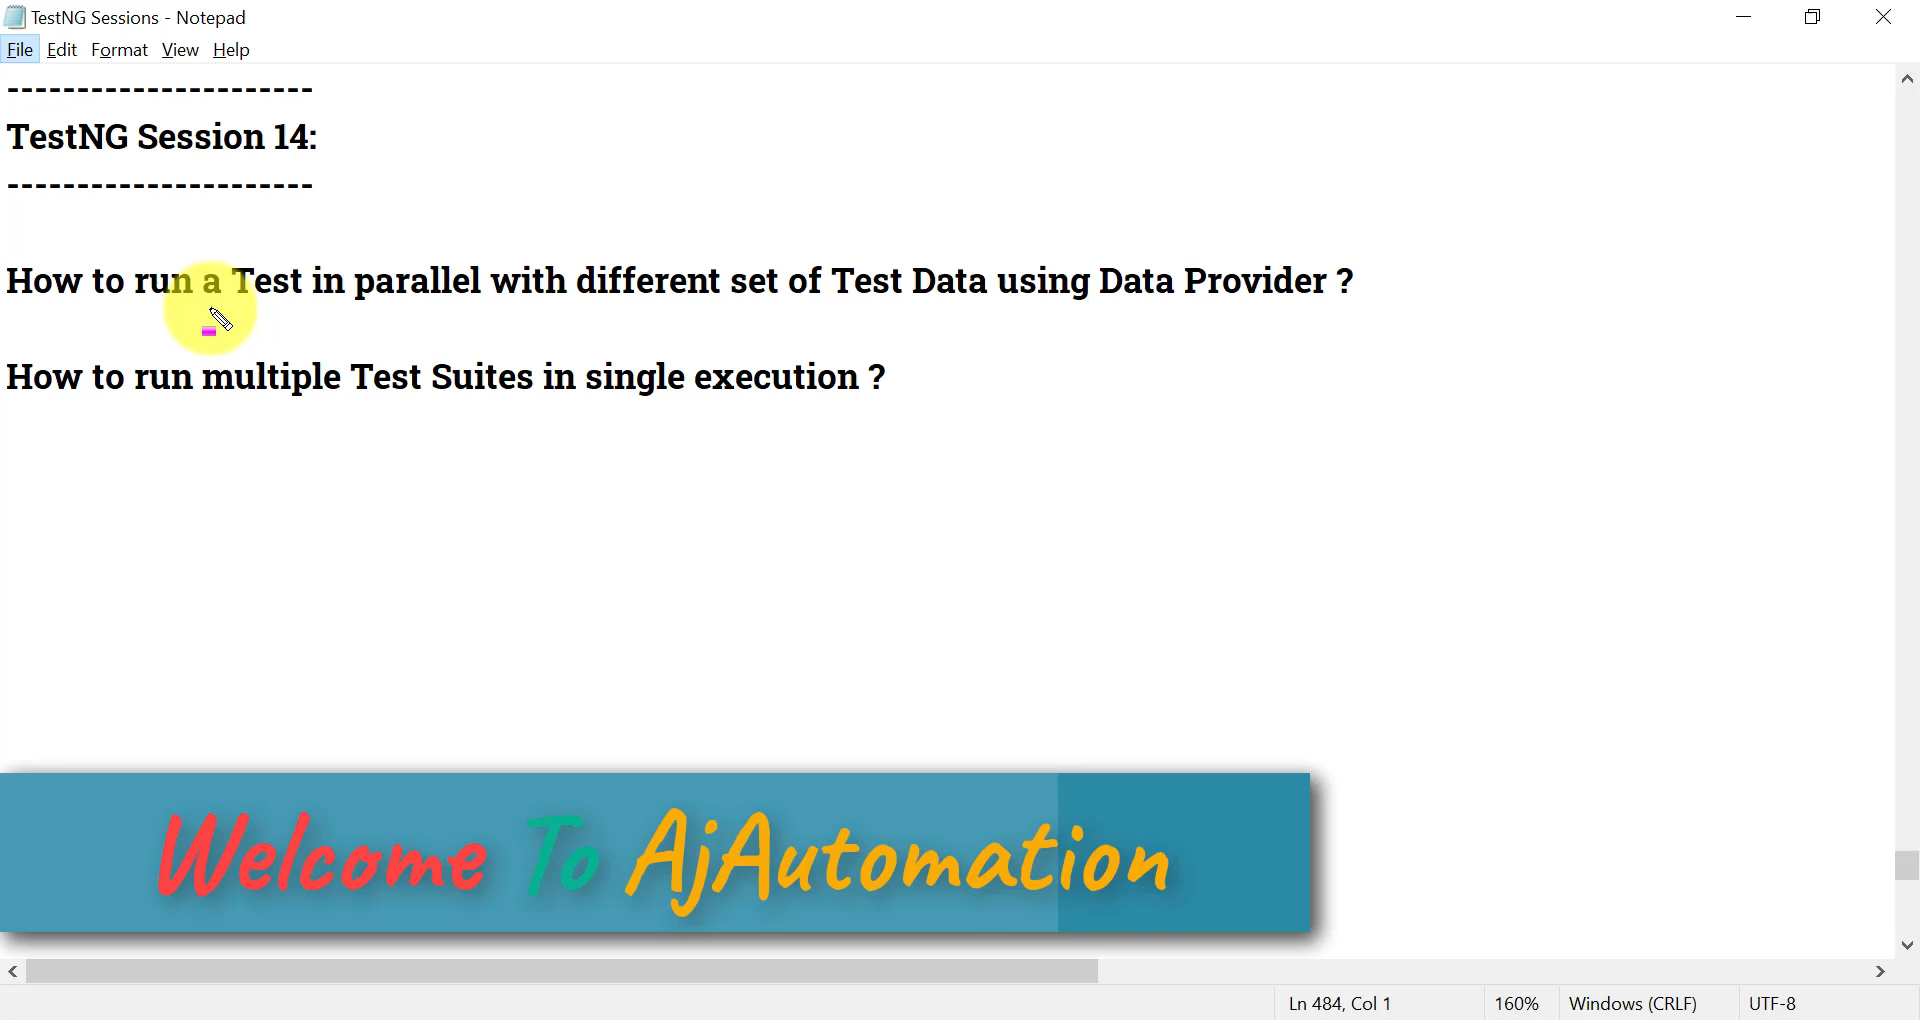 TestNG Sessions - Notepad
File Edit Format View Help
----------------------
TestNG Session 14:
----------------------
How to run a Test in parallel with different set of Test Data using Data Provider ?
How to run multiple Test Suites in single execution ?
Welcome To AjAutomation
Ln 484, Col 1 160% Windows (CRLF) UTF-8